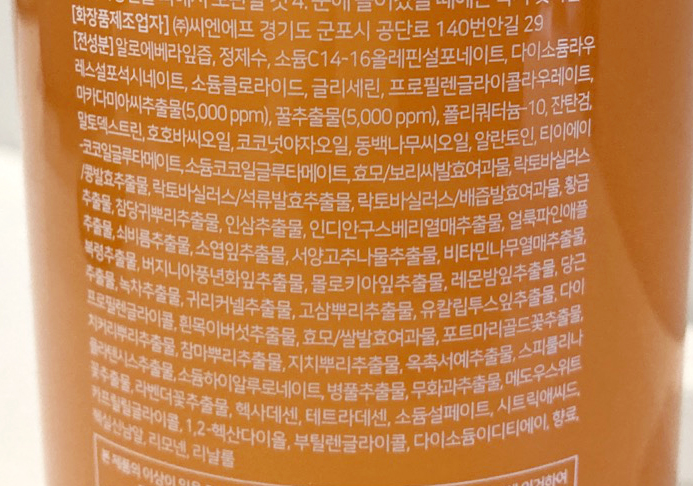 [화장품제조업자] ㈜씨엔에프 경기도 군포시 공단로 140번안길 29
[전성분] 알로에베라잎즙, 정제수, 소듐C14-16올레핀설포네이트, 다이소듐라우
레스설포석시네이트, 소듐클로라이드, 글리세린, 프로필렌글라이콜라우레이트,
마카다미아씨추출물(5,000 ppm), 꿀추출물(5,000 ppm), 폴리쿼터늄-10, 잔탄검,
말토덱스트린, 호호바씨오일, 코코넛야자오일, 동백나무씨오일, 알란토인, 티이에이
-코코일글루타메이트, 소듐코코일글루타메이트, 효모/보리씨발효여과물, 락토바실러스
/콩발효추출물, 락토바실러스/석류발효추출물, 락토바실러스/배즙발효여과물, 황금
추출물, 참당귀뿌리추출물, 인삼추출물, 인디안구스베리열매추출물, 얼룩파인애플
추출물, 쇠비름추출물, 소엽잎추출물, 서양고추나물추출물, 비타민나무열매추출물,
복령추출물, 버지니아풍년화잎추출물, 몰로키아잎추출물, 레몬밤잎추출물, 당근
추출물, 녹차추출물, 귀리커넬추출물, 고삼뿌리추출물, 유칼립투스잎추출물, 다이
프로필렌글라이콜, 흰목이버섯추출물, 효모/쌀발효여과물, 포트마리골드꽃추출물,
치커리뿌리추출물, 참마뿌리추출물, 지치뿌리추출물, 옥촉서예추출물, 스피룰리나
플라텐시스추출물, 소듐하이알루로네이트, 병풀추출물, 무화과추출물, 메도우스위트
꽃추출물, 라벤더꽃추출물, 헥사데센, 테트라데센, 소듐설페이트, 시트릭애씨드,
카프릴릴글라이콜, 1,2-헥산다이올, 부틸렌글라이콜, 다이소듐이디티에이, 향료,
헥실신남알, 리모넨, 리날룰
본 제품의 이상이 있을